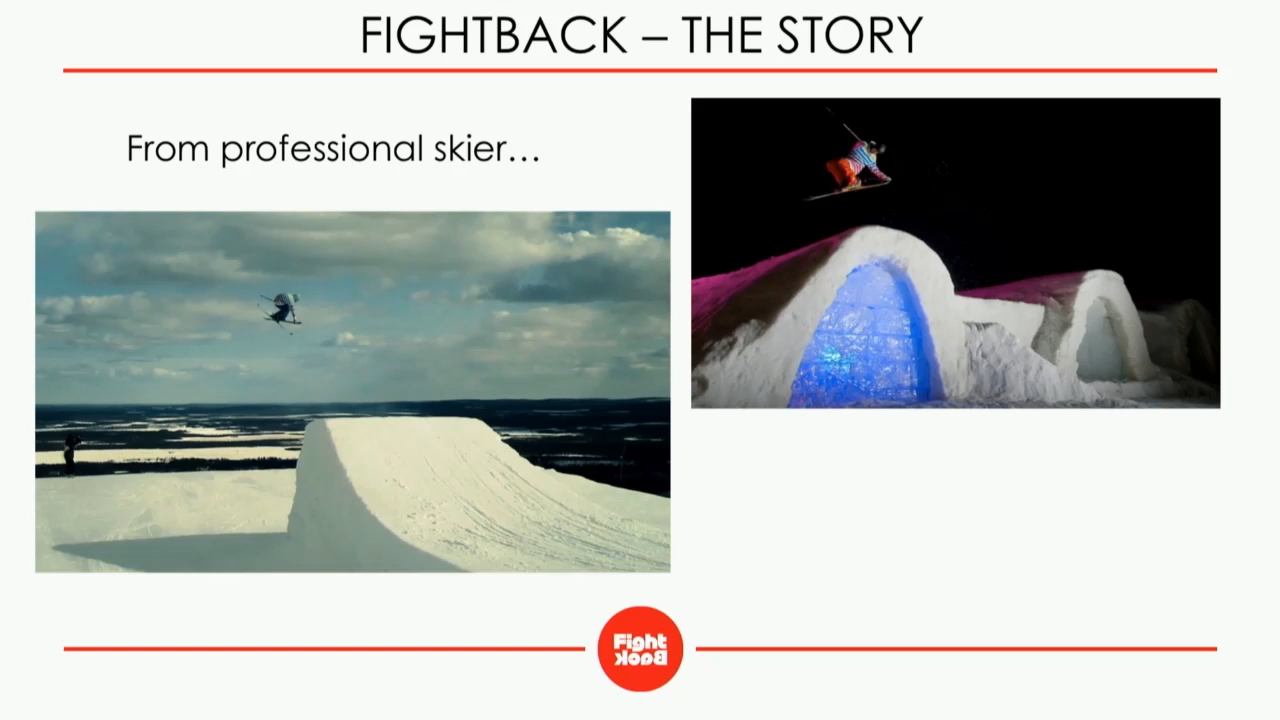 FIGHTBACK – THE STORY
From professional skier…
Fight
Back